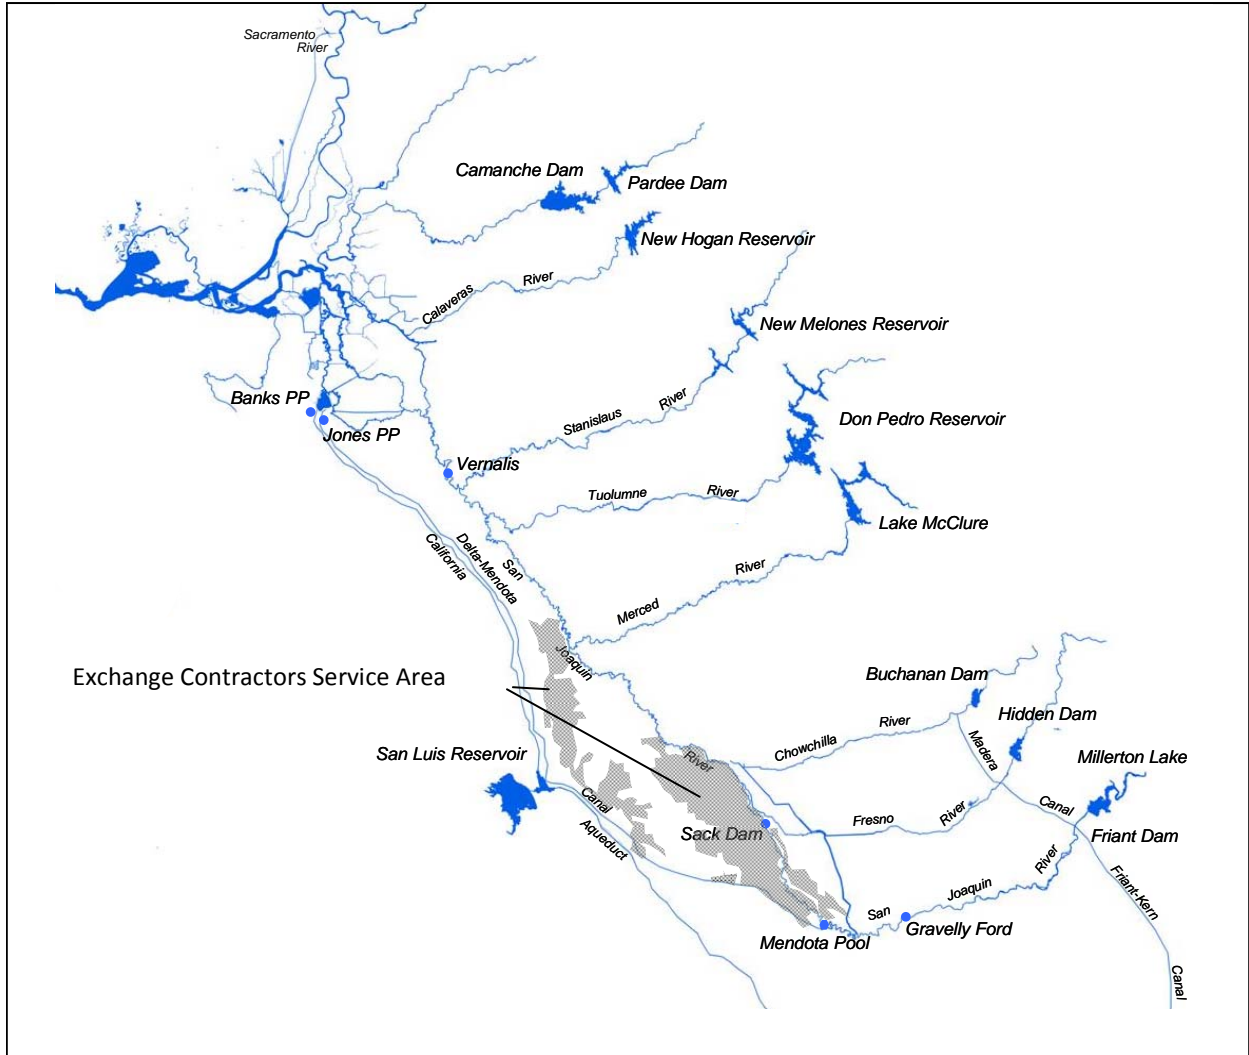 Sacramento
River
Camanche Dam
Pardee Dam
New Hogan Reservoir
Calaveras River
New Melones Reservoir
Banks PP
Jones PP
Stanislaus River
Don Pedro Reservoir
Vernalis
Tuolumne River
Lake McClure
California
Delta-Mendota
San
Merced River
Joaquin
Exchange Contractors Service Area
Buchanan Dam
Hidden Dam
Chowchilla River
Madera
San Luis Reservoir
River
Millerton Lake
Canal
Canal
Aqueduct
Sack Dam
Fresno River
Friant Dam
San Joaquin River
Friant-Kern
Gravelly Ford
Mendota Pool
Canal